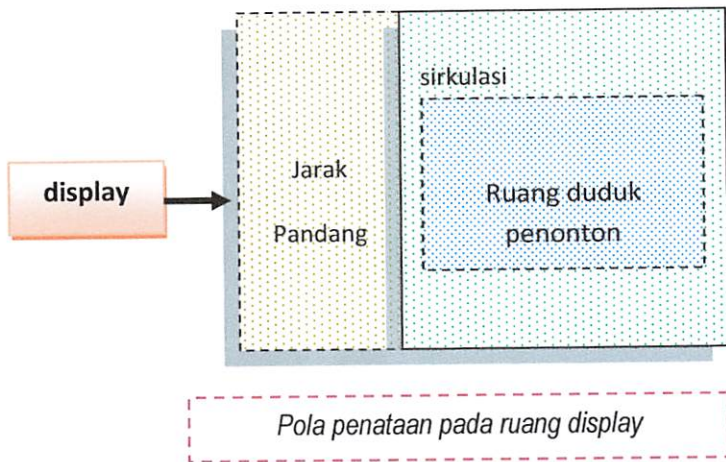 display
Jarak
Pandang
sirkulasi
Ruang duduk
penonton
Pola penataan pada ruang display